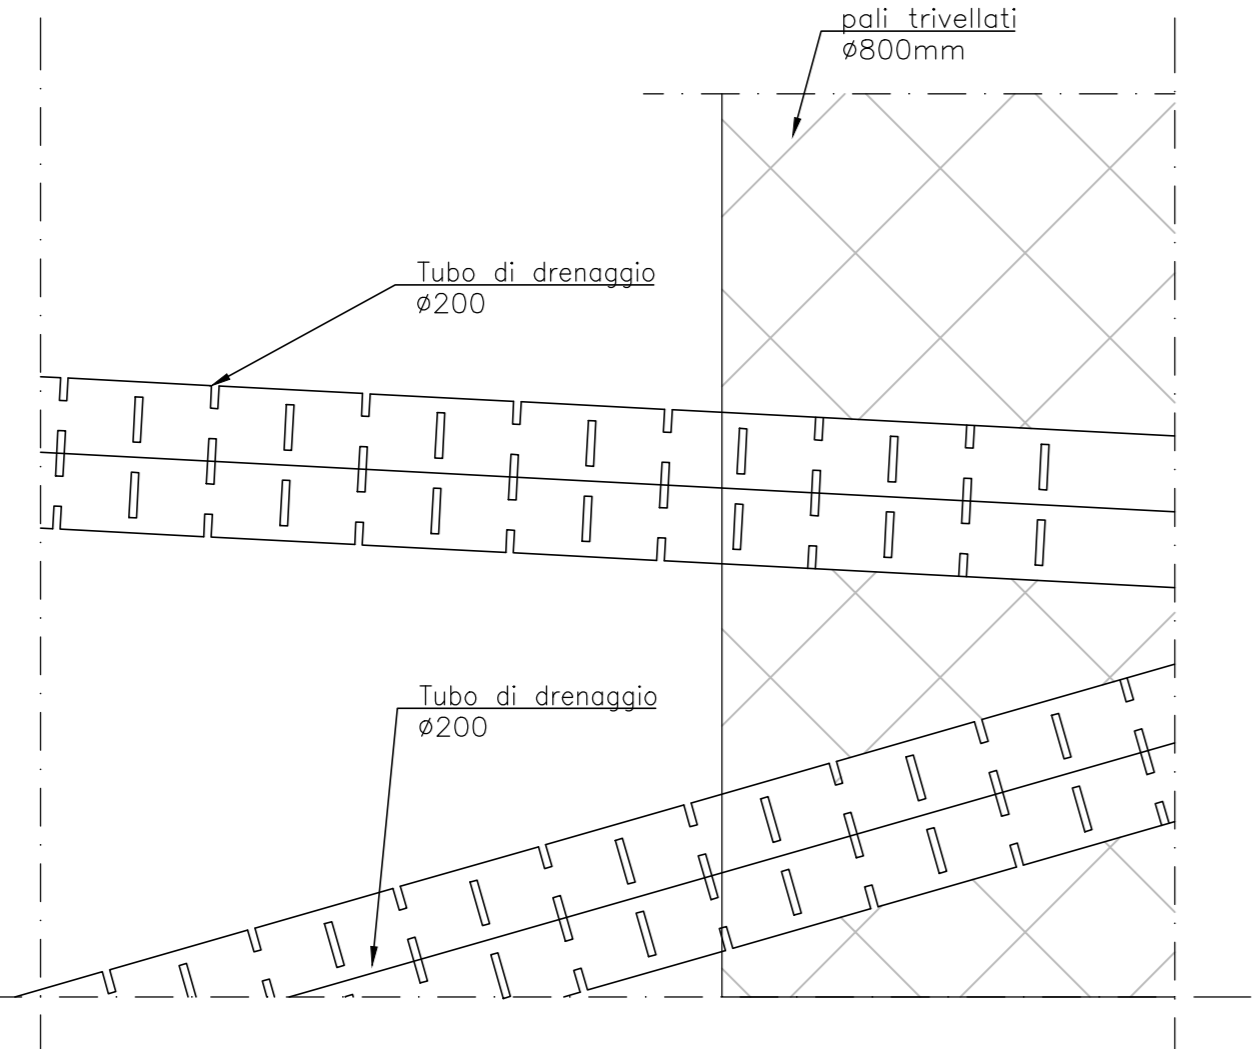 pali trivellati
ø800mm
Tubo di drenaggio
ø200
Tubo di drenaggio
ø200